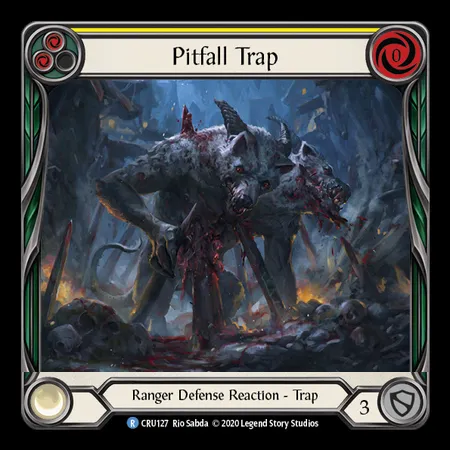 Pitfall Trap
0
Ranger Defense Reaction - Trap
3
R CRU127 Rio Sabda © 2020 Legend Story Studios